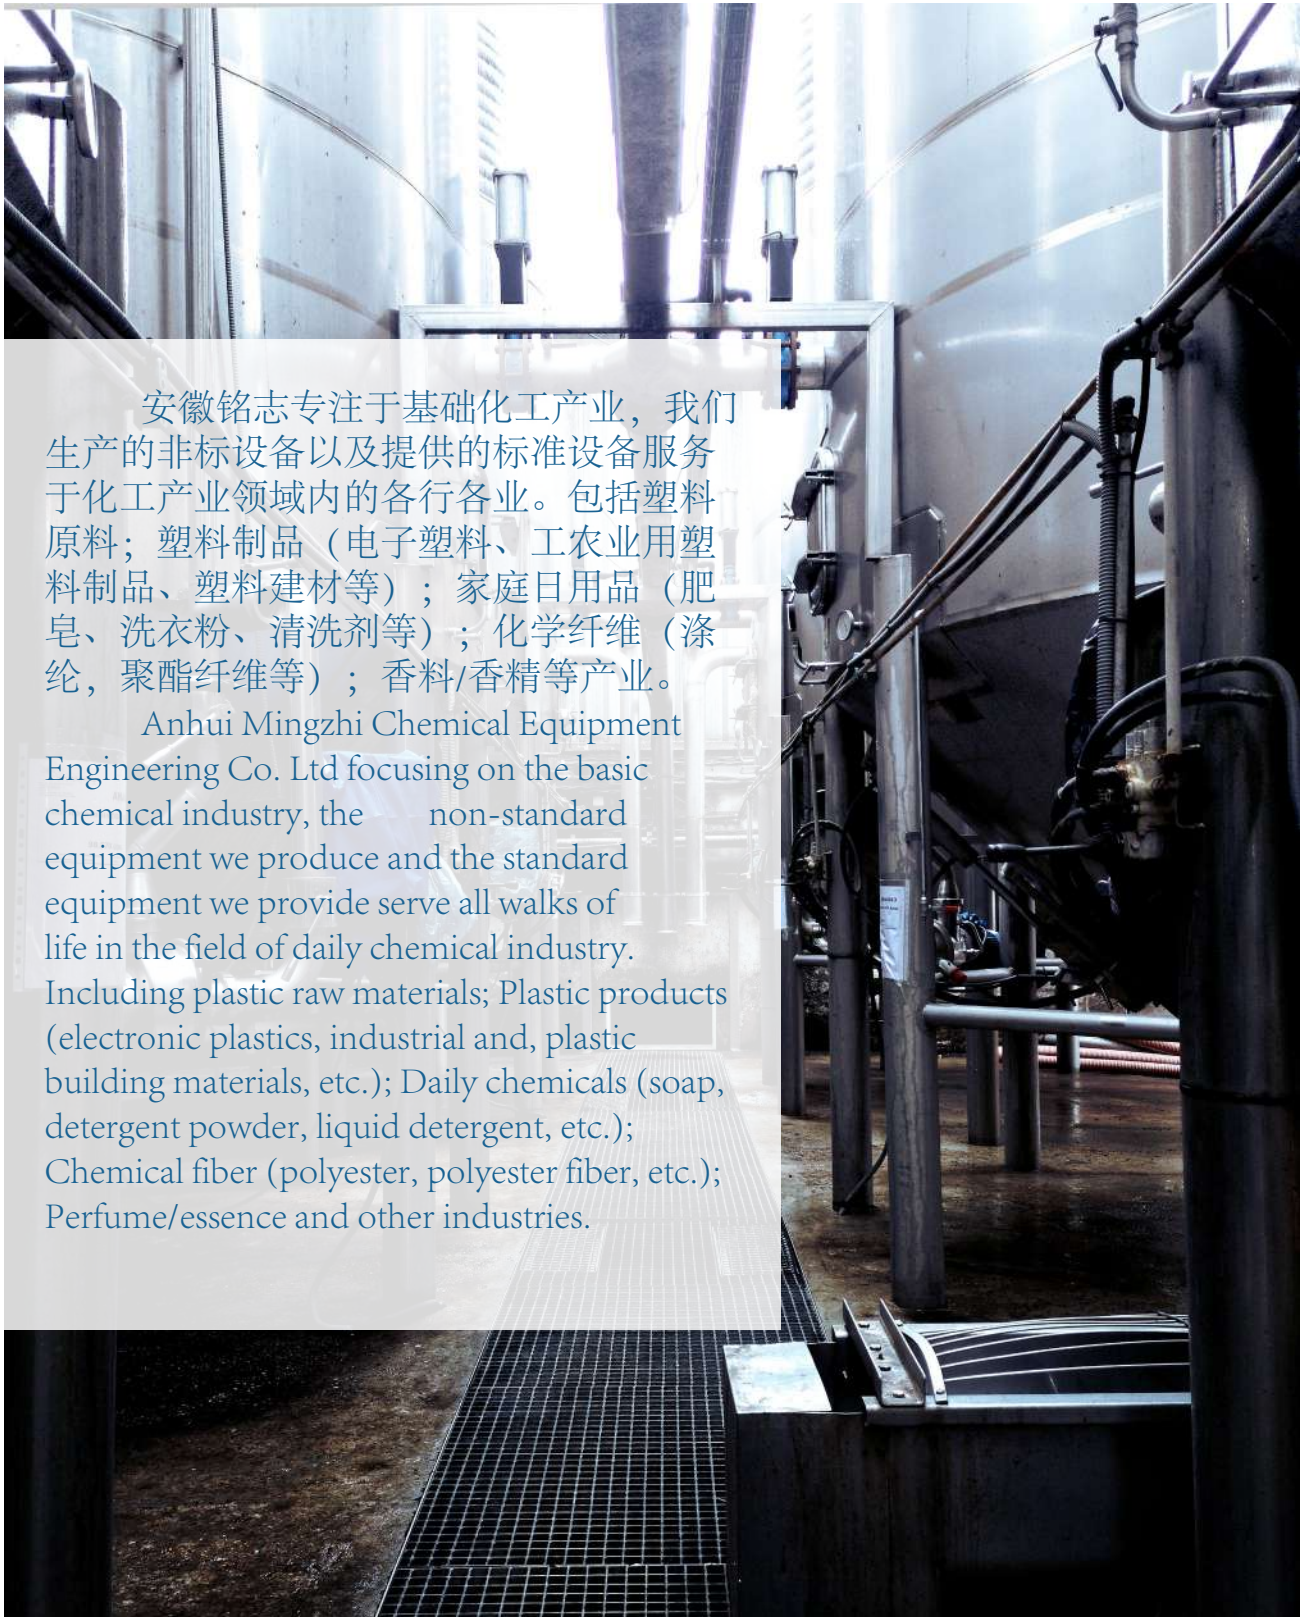 安徽铭志专注于基础化工产业，我们
生产的非标设备以及提供的标准设备服务
于化工产业领域内的各行各业。包括塑料
原料；塑料制品（电子塑料、工农业用塑
料制品、塑料建材等）；家庭日用品（肥
皂、洗衣粉、清洗剂等）；化学纤维（涤
纶，聚酯纤维等）；香料/香精等产业。
Anhui Mingzhi Chemical Equipment
Engineering Co. Ltd focusing on the basic
chemical industry, the non-standard
equipment we produce and the standard
equipment we provide serve all walks of
life in the field of daily chemical industry.
Including plastic raw materials; Plastic products
(electronic plastics, industrial and, plastic
building materials, etc.); Daily chemicals (soap,
detergent powder, liquid detergent, etc.);
Chemical fiber (polyester, polyester fiber, etc.);
Perfume/essence and other industries.